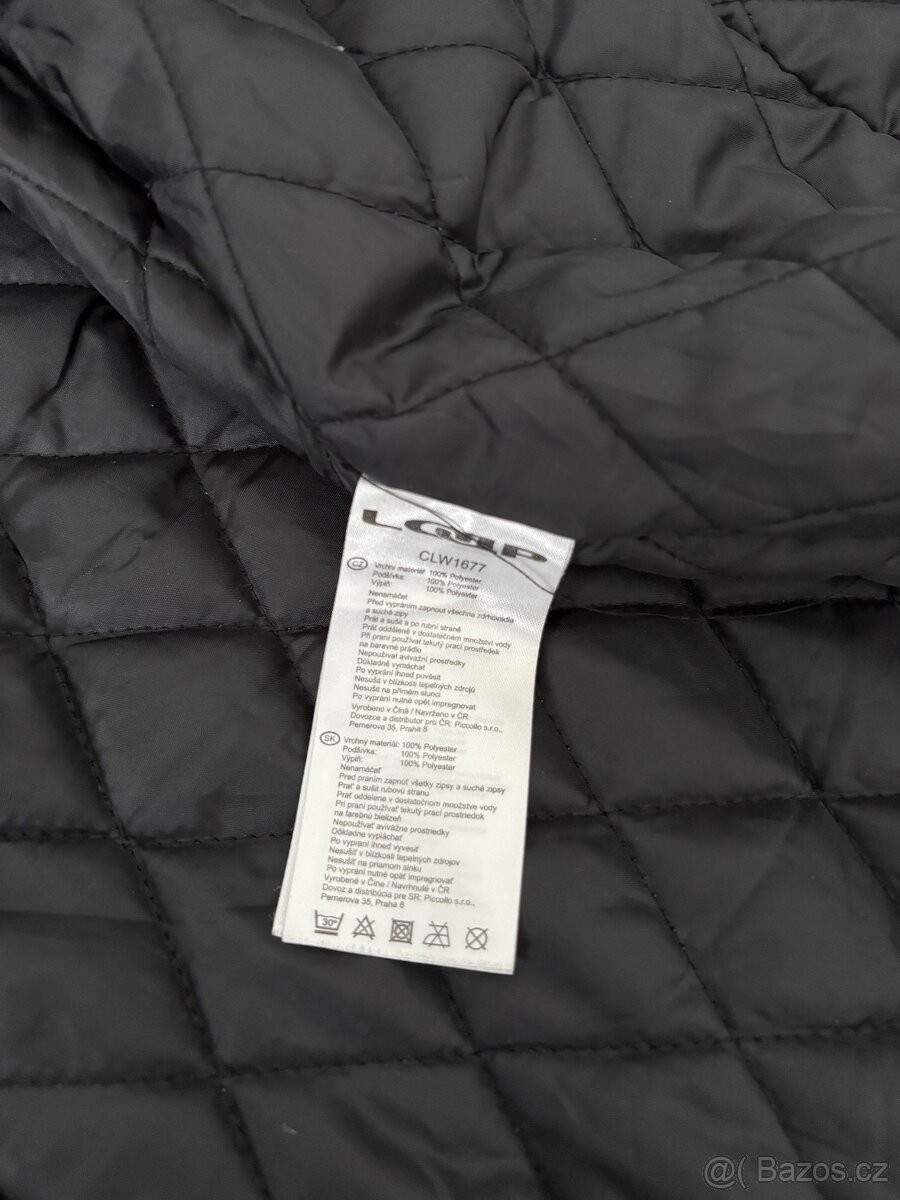 LOAP
CLW1677
CZ Vrchní materiál: 100% Polyester
Podšívka: 100% Polyester
Výplň: 100% Polyester
Nenamáčet
Před vypráním zapnout všechna zdrhovadla
a suché zipy
Prát a sušit a po rubní straně
Prát odděleně v dostatočném množství vody
Při praní používat tekutý prací prostředek
na barevné prádlo
Nepoužívat avivážní prostředky
Důkladně vymáchat
Po vyprání ihned pověsit
Nesušit v blízkosti tepelných zdrojů
Nesušit na přímém slunci
Po vyprání nutné opět impregnovat
Vyrobeno v Číně / Navrženo v ČR
Dovozce a distributor pro ČR: Piccollo s.r.o.,
Pernerova 35, Praha 8
SK Vrchný materiál: 100% Polyester
Podšívka: 100% Polyester
Výplň: 100% Polyester
Nenamáčať
Pred praním zapnúť všetky zipsy a suché zipsy
Prať a sušit rubovú stranu
Prať oddelene v dostatočnom množstve vody
Pri praní používať tekutý prací prostriedok
na farebnú bielizeň
Nepoužívať avivážne prostriedky
Dôkladne vypláchať
Po vypraní ihned vyvesiť
Nesušiť v blízkosti tepelných zdrojov
Nesušiť na priamom slnku
Po vypraní nutné opäť impregňovať
Vyrobené v Číne / Navrhnuté v ČR
Dovoz a distribúcia pre SR: Piccollo s.r.o.,
Pernerova 35, Praha 8
30°
@( Bazos.cz